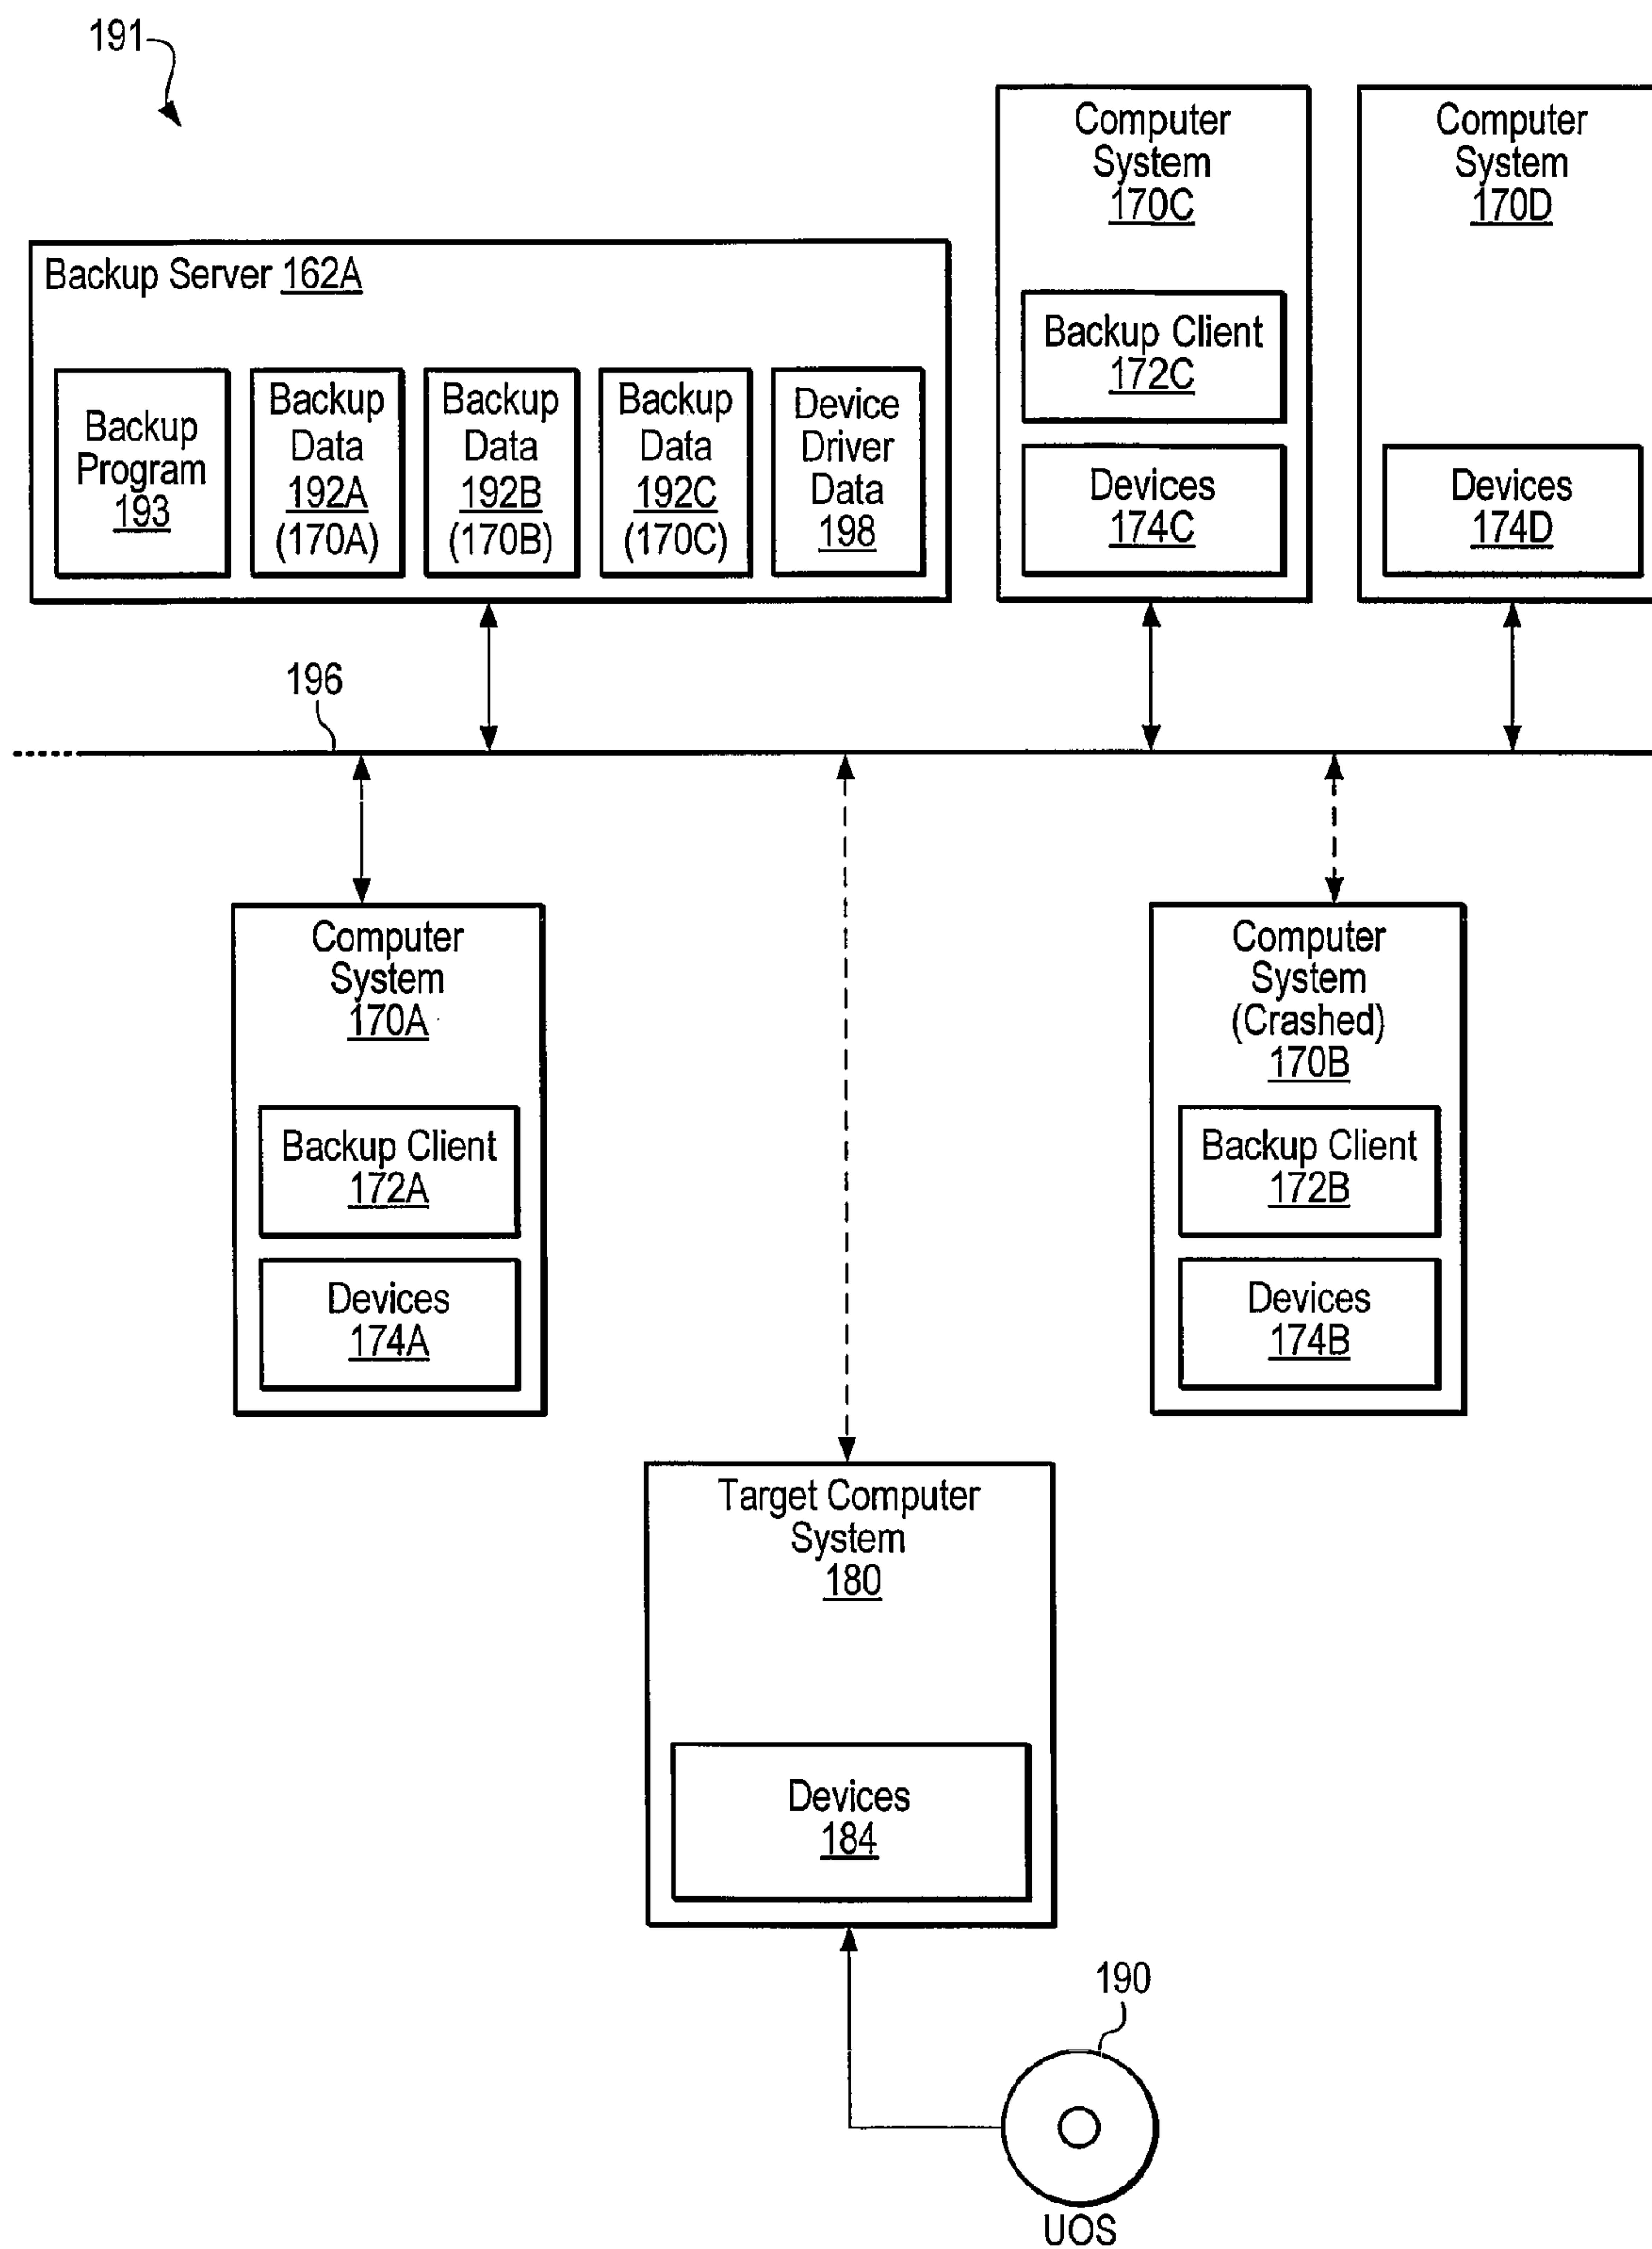 191
Computer
System
170C
Backup Client
172C
Devices
174C
Computer
System
170D
Devices
174D
Backup Server 162A
Backup
Program
193
Backup
Data
192A
(170A)
Backup
Data
192B
(170B)
Backup
Data
192C
(170C)
Device
Driver
Data
198
196
Computer
System
170A
Backup Client
172A
Devices
174A
Computer
System
(Crashed)
170B
Backup Client
172B
Devices
174B
Target Computer
System
180
Devices
184
190
UOS